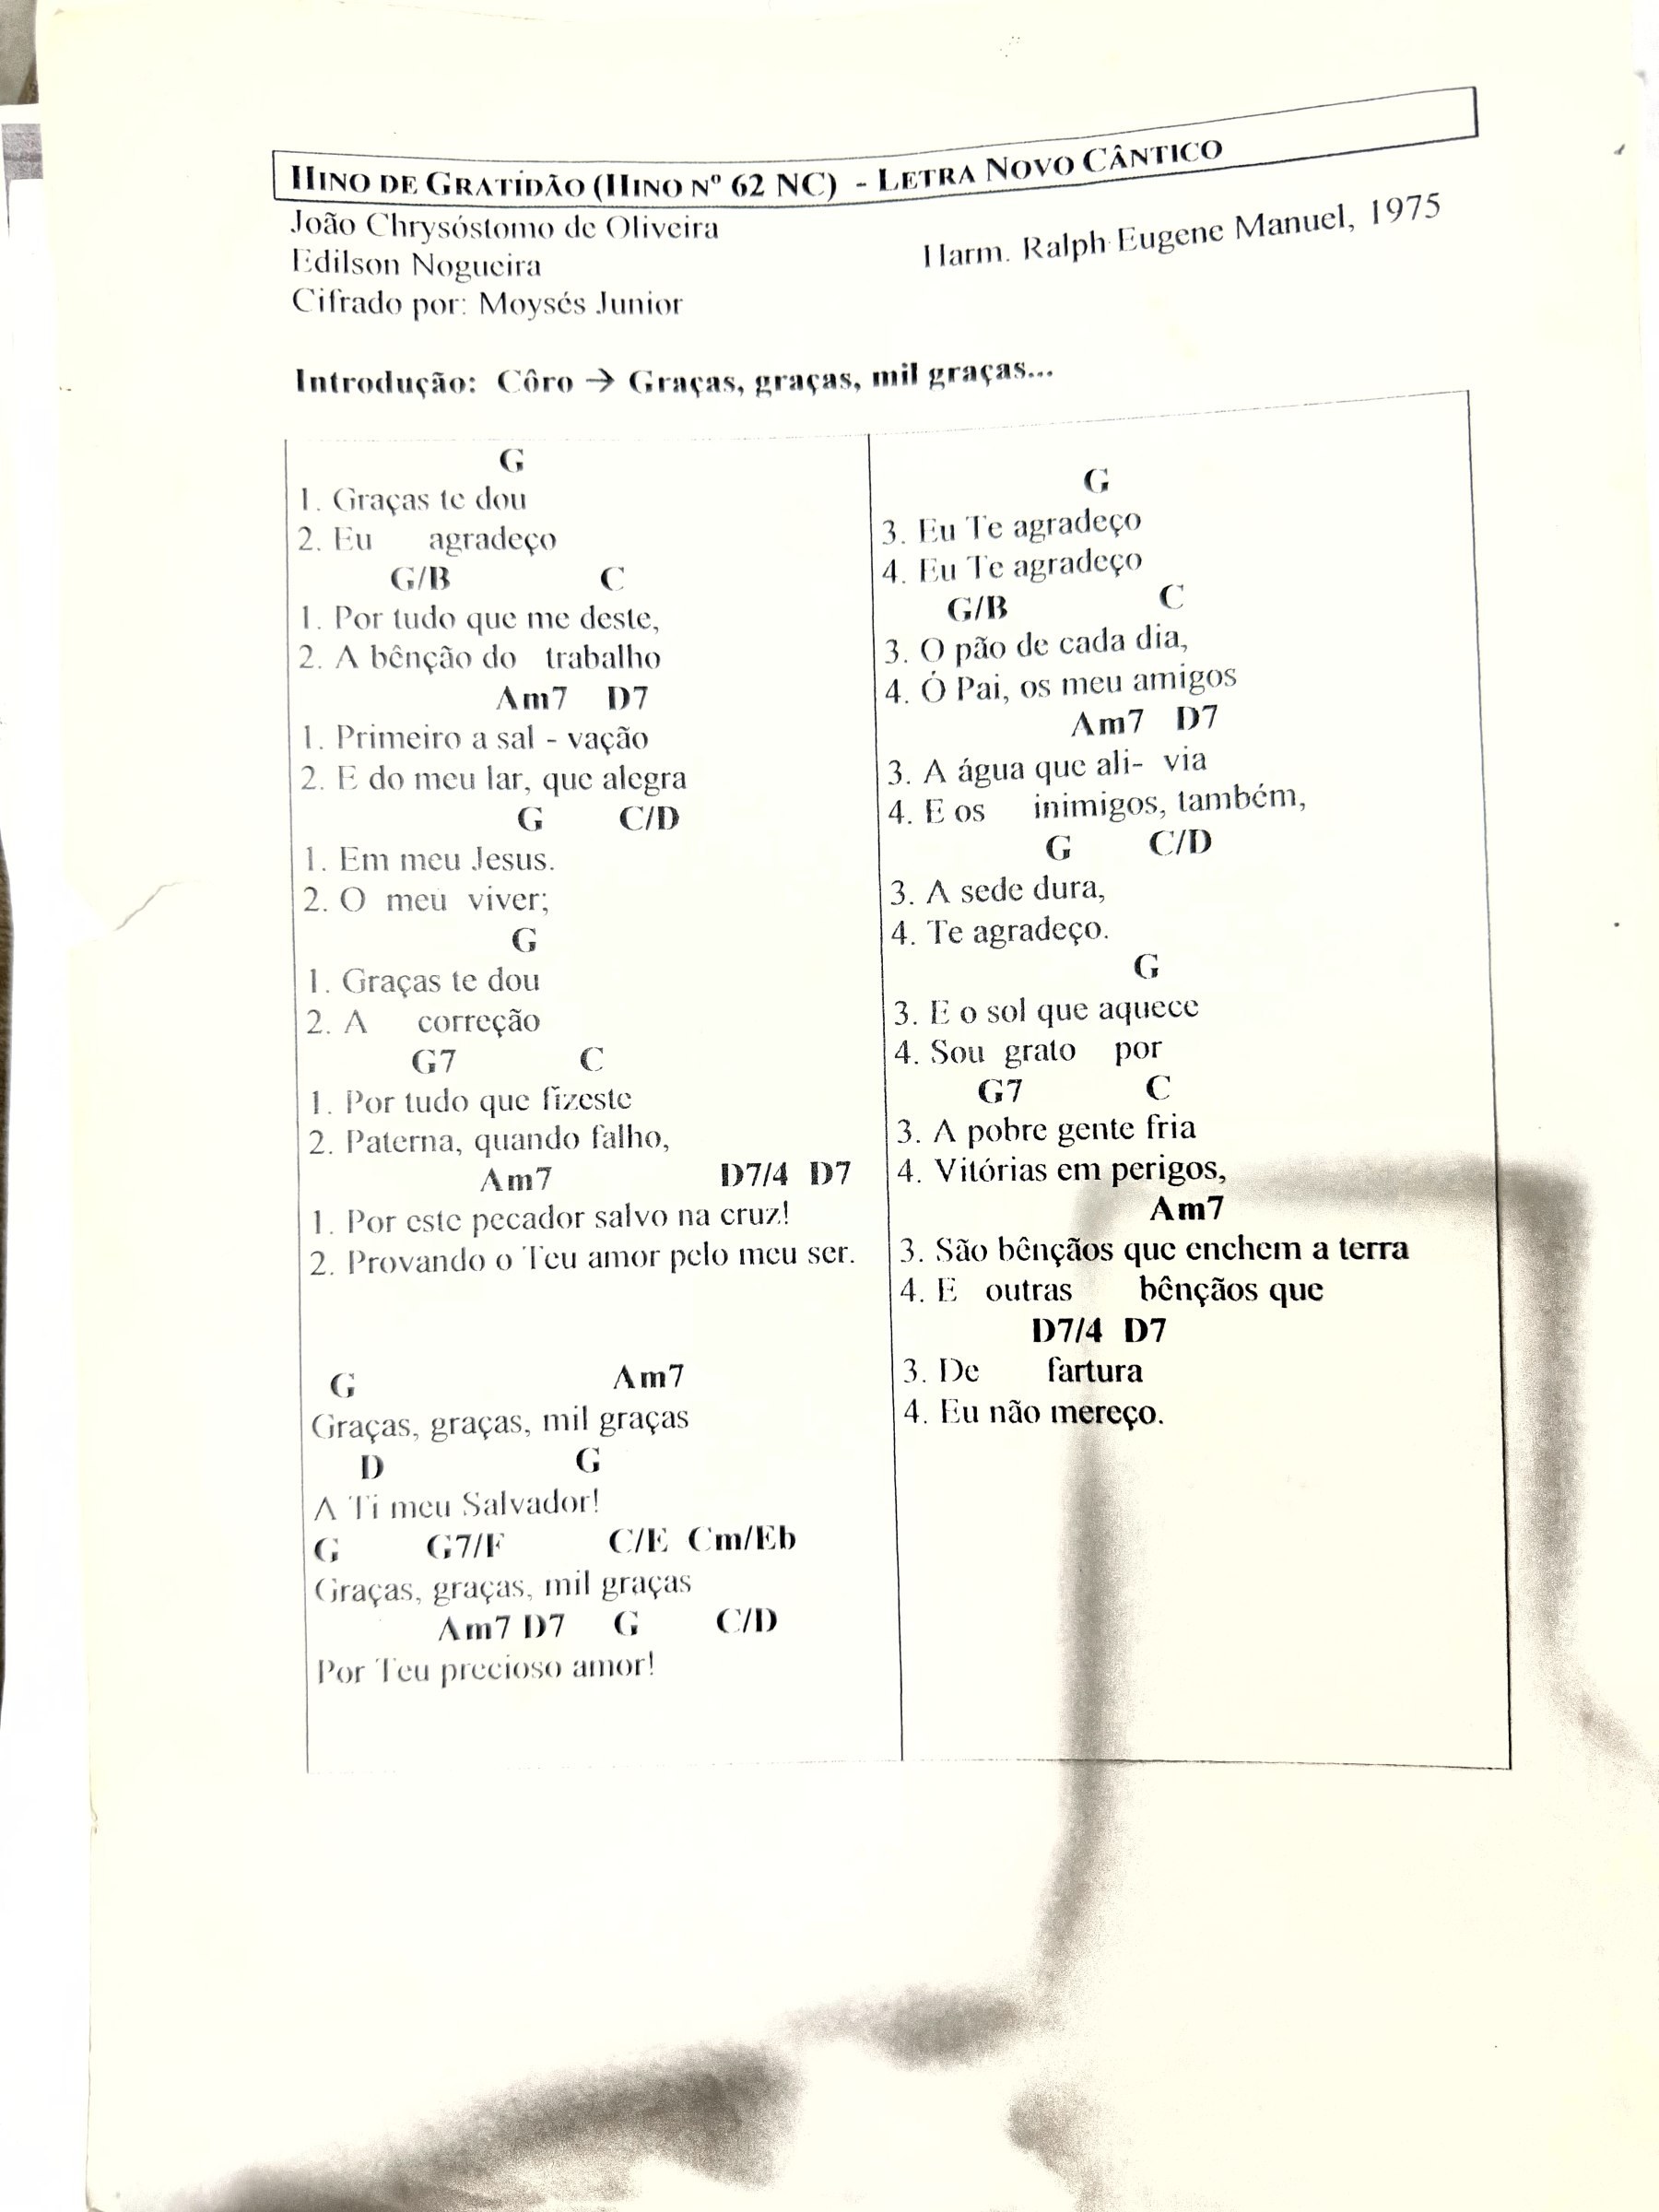 HINO DE GRATIDÃO (HINO Nº 62 NC) - LETRA NOVO CÂNTICO
João Chrysóstomo de Oliveira
Harm. Ralph Eugene Manuel, 1975
Edilson Nogueira
Cifrado por: Moysés Junior
Introdução: Côro → Graças, graças, mil graças...
G
1. Graças te dou
2. Eu agradeço
G/B C
1. Por tudo que me deste,
2. A bênção do trabalho
Am7 D7
1. Primeiro a sal - vação
2. E do meu lar, que alegra
G C/D
1. Em meu Jesus.
2. O meu viver;
G
1. Graças te dou
2. A correção
G7 C
1. Por tudo que fizeste
2. Paterna, quando falho,
Am7 D7/4 D7
1. Por este pecador salvo na cruz!
2. Provando o Teu amor pelo meu ser.
G Am7
Graças, graças, mil graças
D G
A Ti meu Salvador!
G G7/F C/E Cm/Eb
Graças, graças, mil graças
Am7 D7 G C/D
Por Teu precioso amor!
G
3. Eu Te agradeço
4. Eu Te agradeço
G/B C
3. O pão de cada dia,
4. Ó Pai, os meu amigos
Am7 D7
3. A água que ali- via
4. E os inimigos, também,
G C/D
3. A sede dura,
4. Te agradeço.
G
3. E o sol que aquece
4. Sou grato por
G7 C
3. A pobre gente fria
4. Vitórias em perigos,
Am7
3. São bênçãos que enchem a terra
4. E outras bênçãos que
D7/4 D7
3. De fartura
4. Eu não mereço.